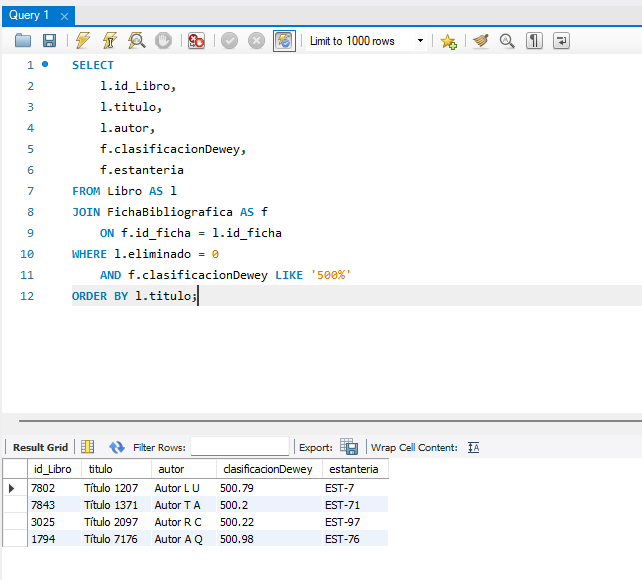 Query 1
Limit to 1000 rows
1 SELECT
2 l.id_Libro,
3 l.titulo,
4 l.autor,
5 f.clasificacionDewey,
6 f.estanteria
7 FROM Libro AS l
8 JOIN FichaBibliografica AS f
9 ON f.id_ficha = l.id_ficha
10 WHERE l.eliminado = 0
11 AND f.clasificacionDewey LIKE '500%'
12 ORDER BY l.titulo;
Result Grid Filter Rows: Export: Wrap Cell Content:
id_Libro titulo autor clasificacionDewey estanteria
7802 Título 1207 Autor L U 500.79 EST-7
7843 Título 1371 Autor T A 500.2 EST-71
3025 Título 2097 Autor R C 500.22 EST-97
1794 Título 7176 Autor A Q 500.98 EST-76